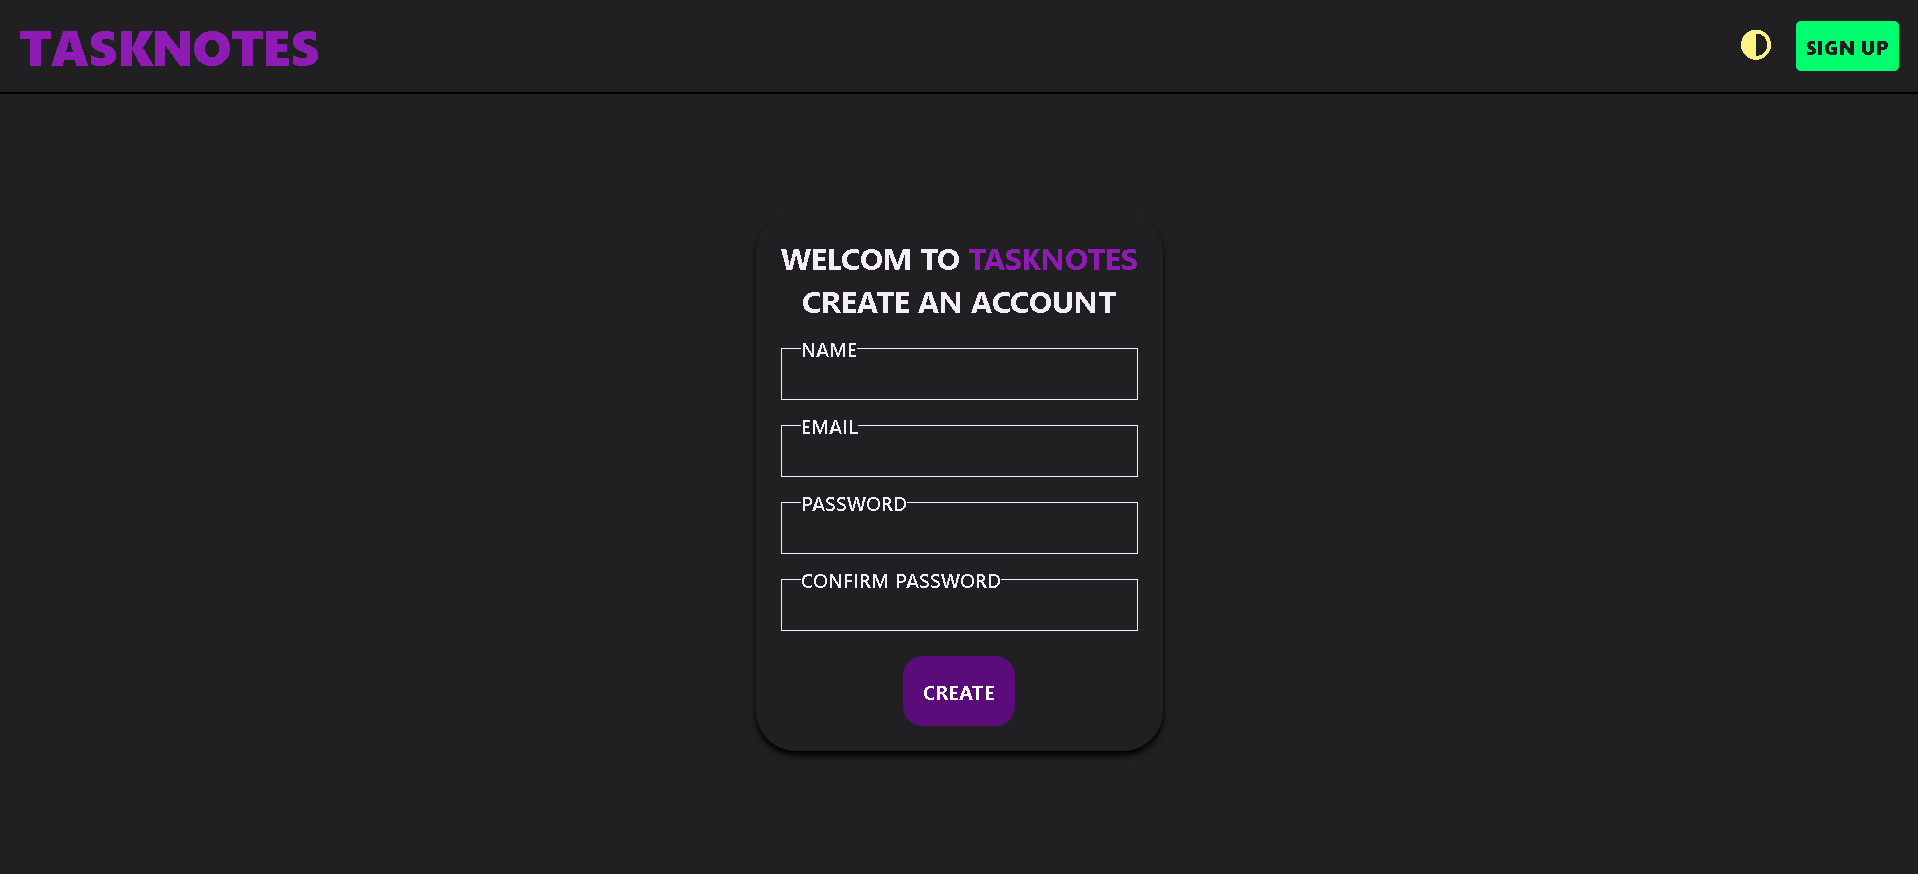 TASKNOTES
SIGN UP
WELCOM TO TASKNOTES
CREATE AN ACCOUNT
NAME
EMAIL
PASSWORD
CONFIRM PASSWORD
CREATE